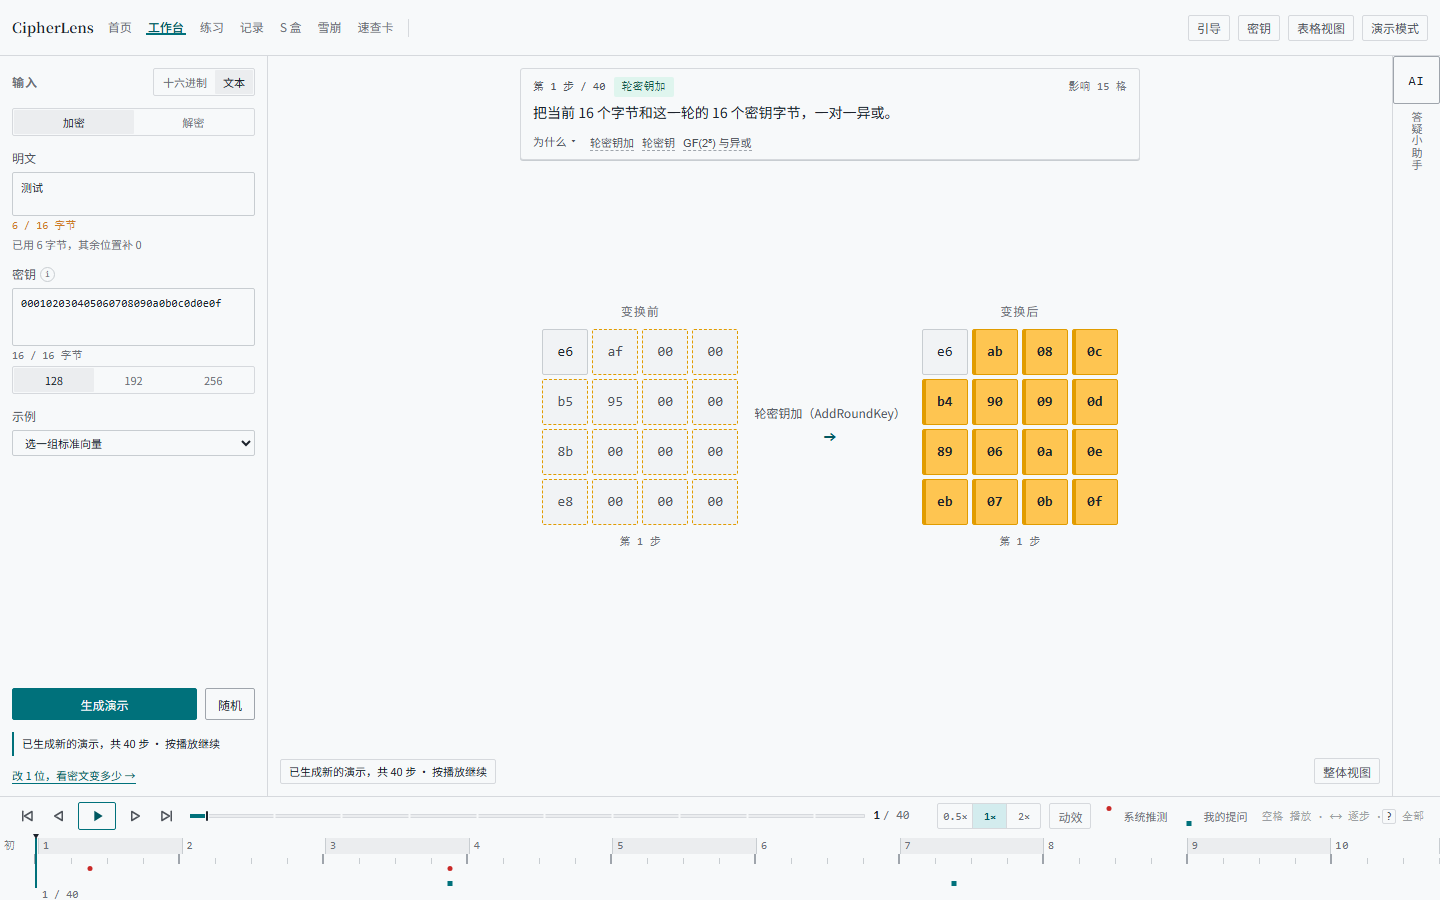 CipherLens 首页 工作台 练习 记录 S 盒 雪崩 速查卡 引导 密钥 表格视图 演示模式
输入 十六进制 文本
加密 解密
明文
测试
6 / 16 字节
已用 6 字节，其余位置补 0
密钥 i
000102030405060708090a0b0c0d0e0f
16 / 16 字节
128 192 256
示例
选一组标准向量
生成演示 随机
已生成新的演示，共 40 步 · 按播放继续
改 1 位，看密文变多少 →
第 1 步 / 40 轮密钥加 影响 15 格
把当前 16 个字节和这一轮的 16 个密钥字节，一对一异或。
为什么 轮密钥加 轮密钥 GF(2⁸) 与异或
变换前
e6 af 00 00
b5 95 00 00
8b 00 00 00
e8 00 00 00
第 1 步
轮密钥加（AddRoundKey）
→
变换后
e6 ab 08 0c
b4 90 09 0d
89 06 0a 0e
eb 07 0b 0f
第 1 步
已生成新的演示，共 40 步 · 按播放继续
整体视图
AI
答疑小助手
1 / 40 0.5× 1× 2× 动效 系统推测 我的提问 空格 播放 · ↔ 逐步 · ? 全部
初 1 2 3 4 5 6 7 8 9 10
1 / 40